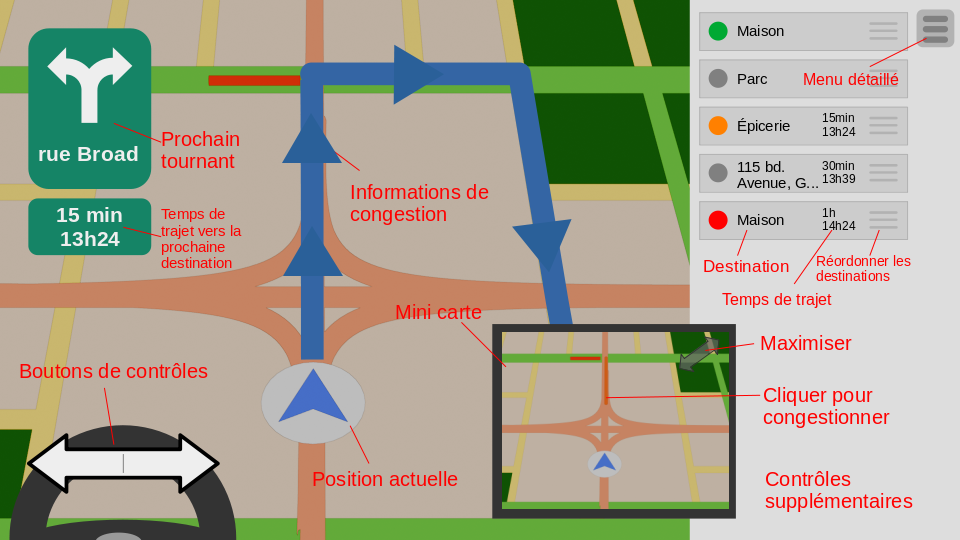 rue Broad
Prochain
tournant
15 min
13h24
Temps de
trajet vers la
prochaine
destination
Informations de
congestion
Mini carte
Boutons de contrôles
Position actuelle
Maison
Parc
Menu détaillé
Épicerie
15min
13h24
115 bd.
Avenue, G...
30min
13h39
Maison
1h
14h24
Destination
Réordonner les
destinations
Temps de trajet
Maximiser
Cliquer pour
congestionner
Contrôles
supplémentaires